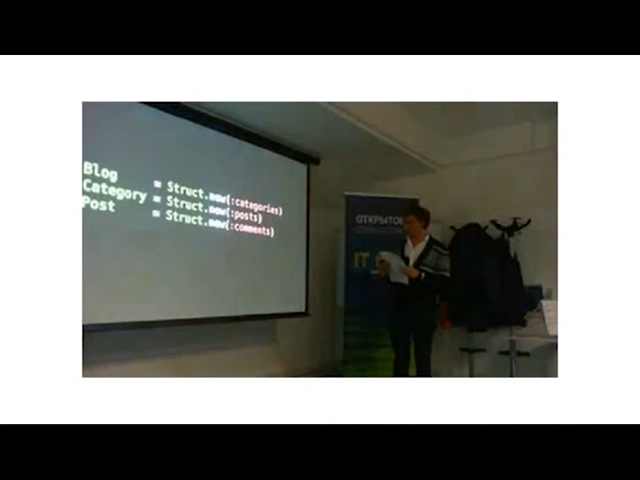 Blog = Struct.new(:categories)
Category = Struct.new(:posts)
Post = Struct.new(:comments)
ОТКРЫТОЕ
IT